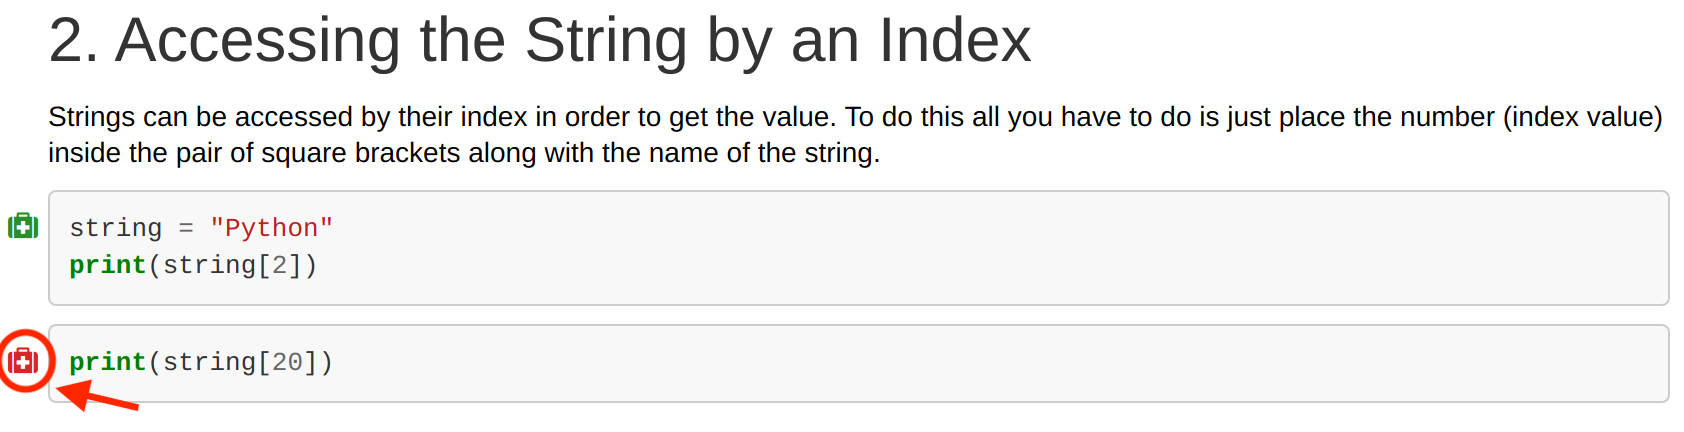 2. Accessing the String by an Index
Strings can be accessed by their index in order to get the value. To do this all you have to do is just place the number (index value)
inside the pair of square brackets along with the name of the string.
string = "Python"
print(string[2])
print(string[20])